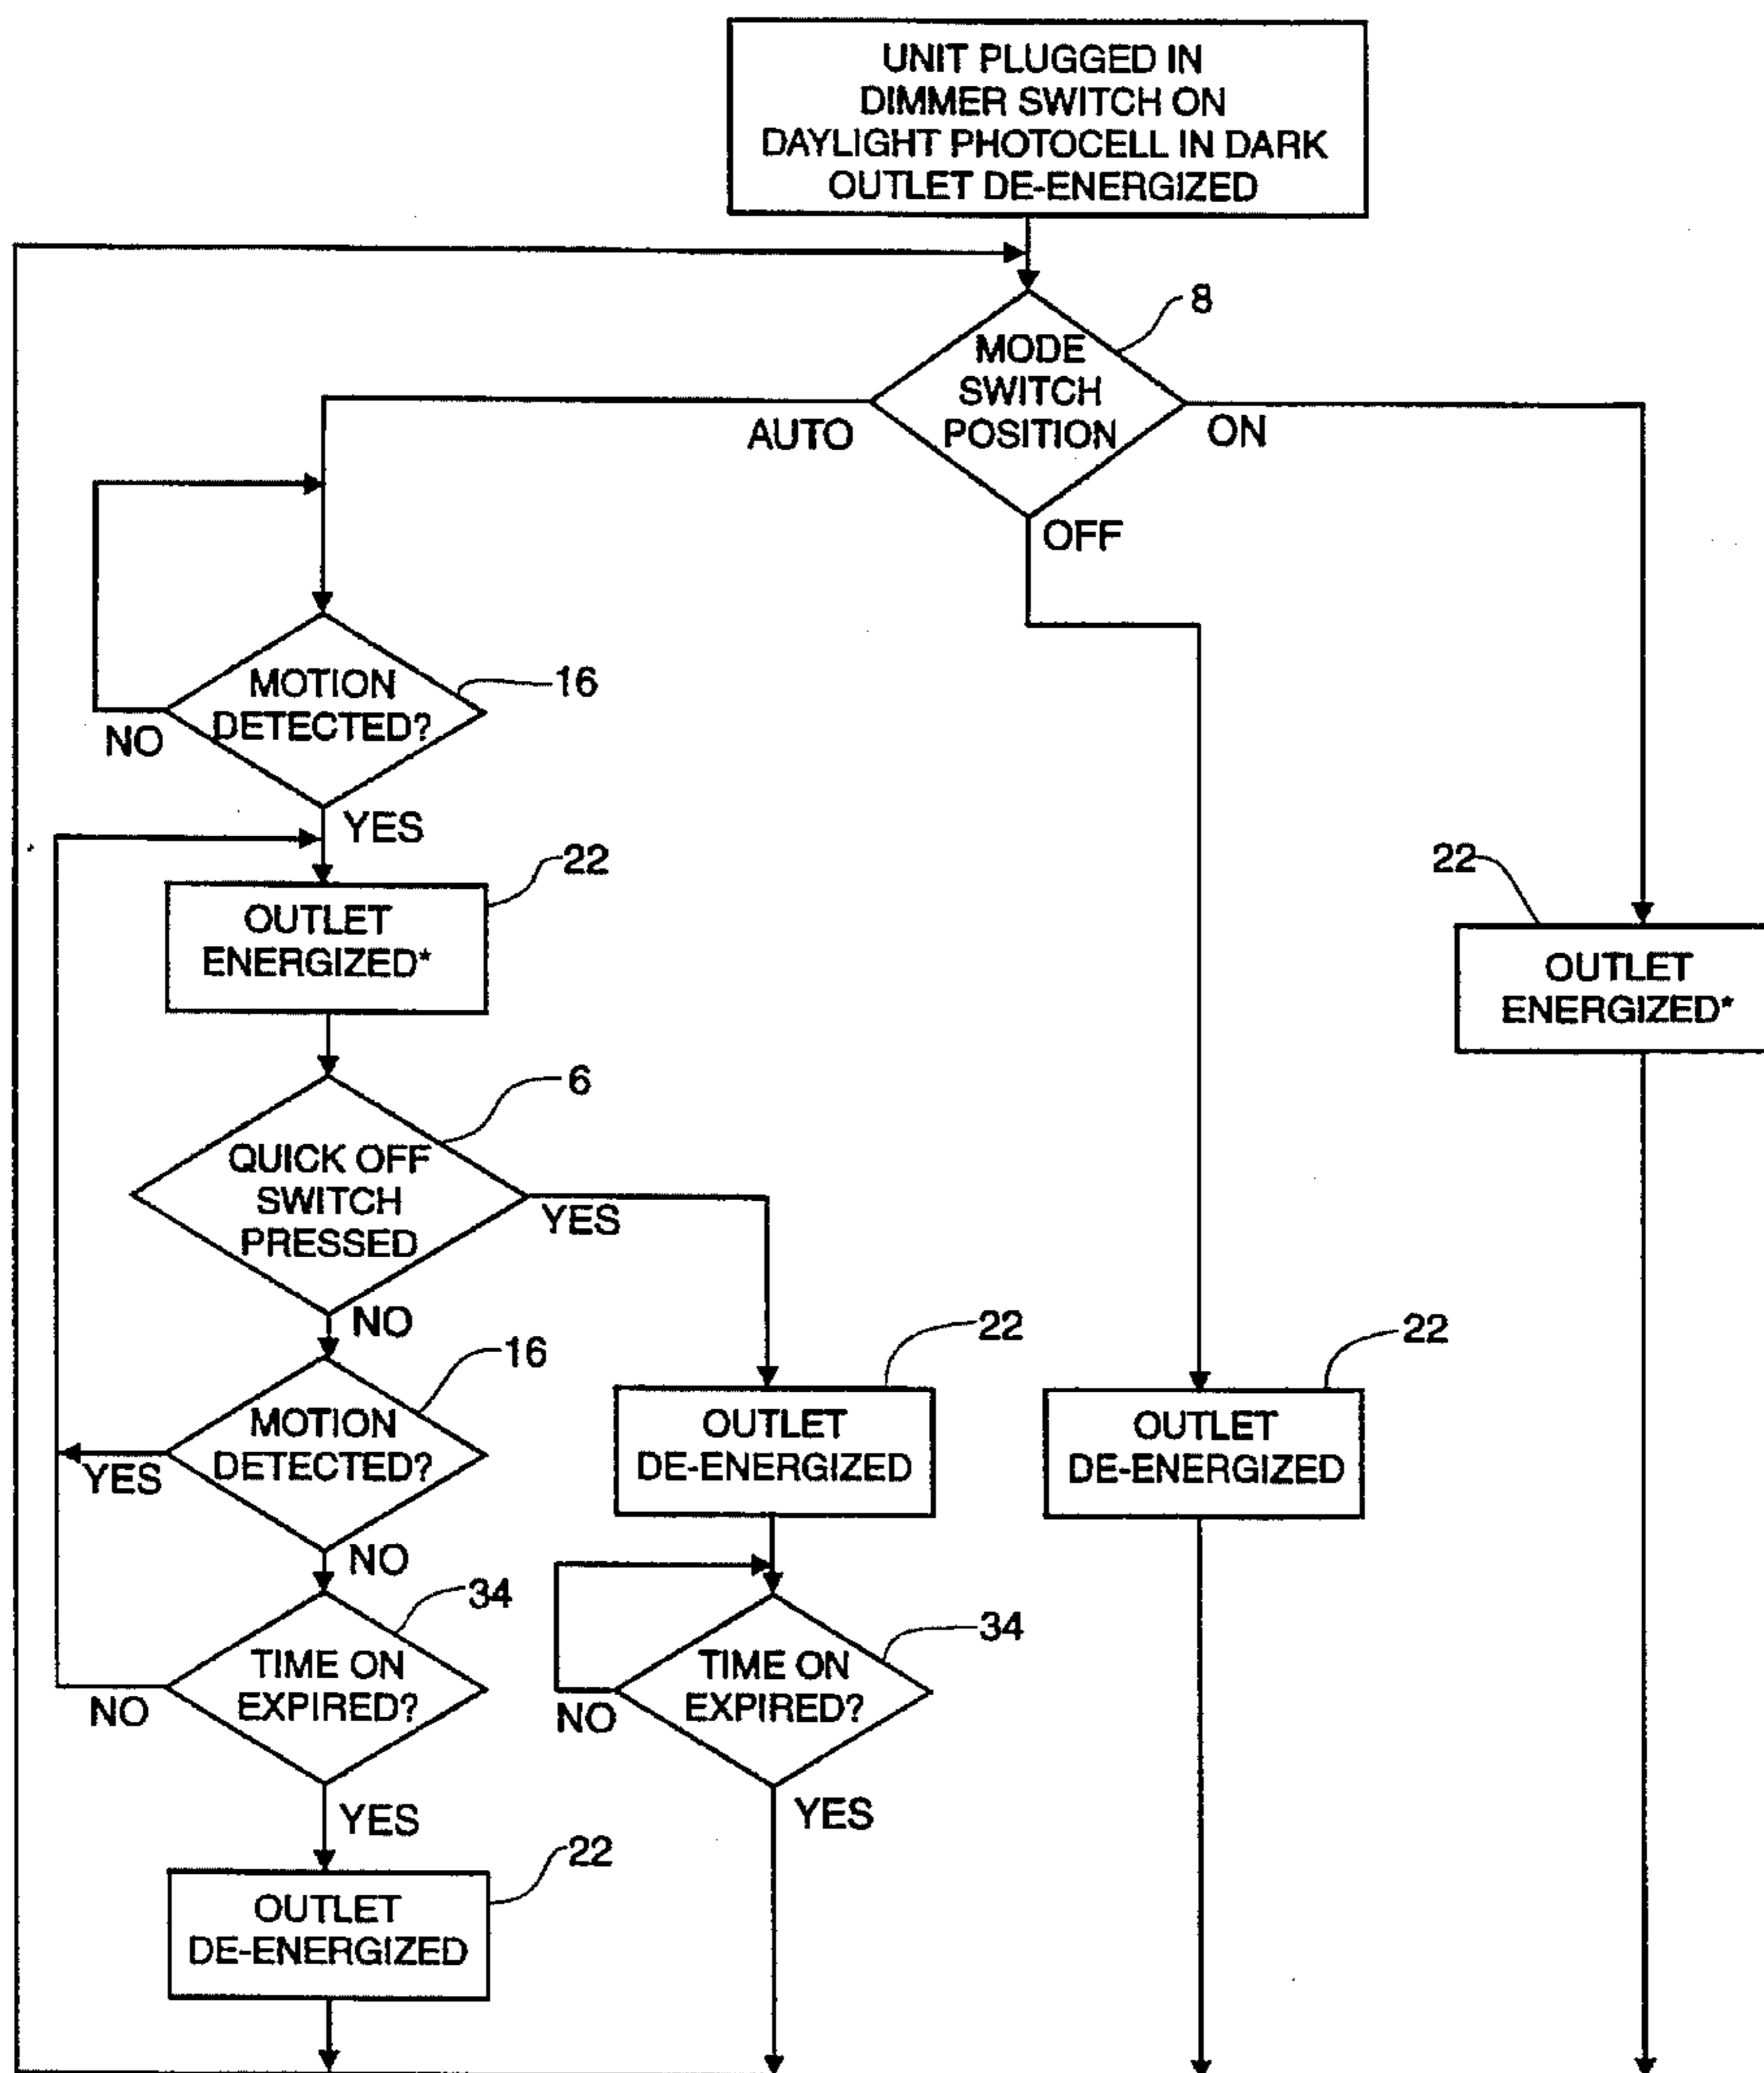 UNIT PLUGGED IN
DIMMER SWITCH ON
DAYLIGHT PHOTOCELL IN DARK
OUTLET DE-ENERGIZED
8
MODE
SWITCH
POSITION
AUTO
ON
OFF
MOTION
DETECTED?
16
NO
YES
OUTLET
ENERGIZED*
22
22
OUTLET
ENERGIZED*
6
QUICK OFF
SWITCH
PRESSED
YES
NO
16
MOTION
DETECTED?
YES
NO
22
OUTLET
DE-ENERGIZED
22
OUTLET
DE-ENERGIZED
34
TIME ON
EXPIRED?
NO
YES
34
TIME ON
EXPIRED?
NO
YES
22
OUTLET
DE-ENERGIZED